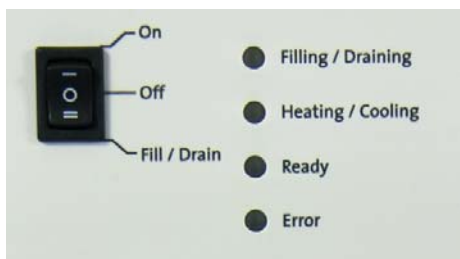 On
Off
Fill / Drain
Filling / Draining
Heating / Cooling
Ready
Error